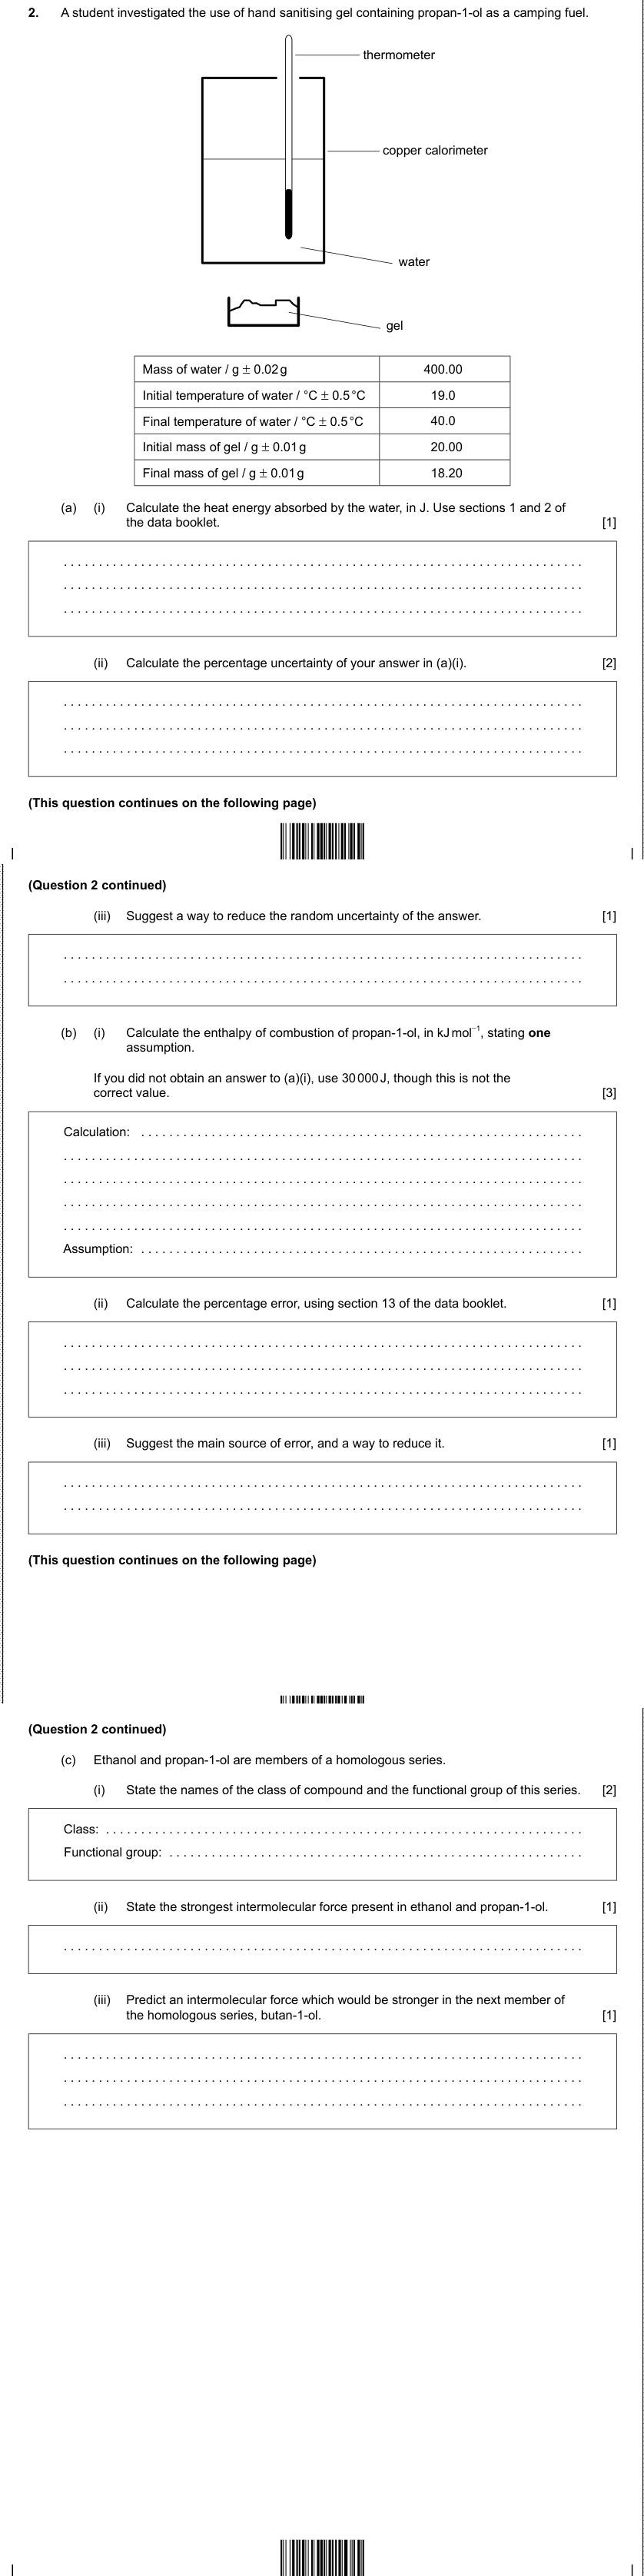 2. A student investigated the use of hand sanitising gel containing propan-1-ol as a camping fuel.
thermometer
copper calorimeter
water
gel
Mass of water / g ± 0.02 g 400.00
Initial temperature of water / °C ± 0.5 °C 19.0
Final temperature of water / °C ± 0.5 °C 40.0
Initial mass of gel / g ± 0.01 g 20.00
Final mass of gel / g ± 0.01 g 18.20
(a) (i) Calculate the heat energy absorbed by the water, in J. Use sections 1 and 2 of
the data booklet. [1]
(ii) Calculate the percentage uncertainty of your answer in (a)(i). [2]
(This question continues on the following page)
(Question 2 continued)
(iii) Suggest a way to reduce the random uncertainty of the answer. [1]
(b) (i) Calculate the enthalpy of combustion of propan-1-ol, in kJ mol⁻¹, stating one
assumption.
If you did not obtain an answer to (a)(i), use 30 000 J, though this is not the
correct value. [3]
Calculation:
Assumption:
(ii) Calculate the percentage error, using section 13 of the data booklet. [1]
(iii) Suggest the main source of error, and a way to reduce it. [1]
(This question continues on the following page)
(Question 2 continued)
(c) Ethanol and propan-1-ol are members of a homologous series.
(i) State the names of the class of compound and the functional group of this series. [2]
Class:
Functional group:
(ii) State the strongest intermolecular force present in ethanol and propan-1-ol. [1]
(iii) Predict an intermolecular force which would be stronger in the next member of
the homologous series, butan-1-ol. [1]